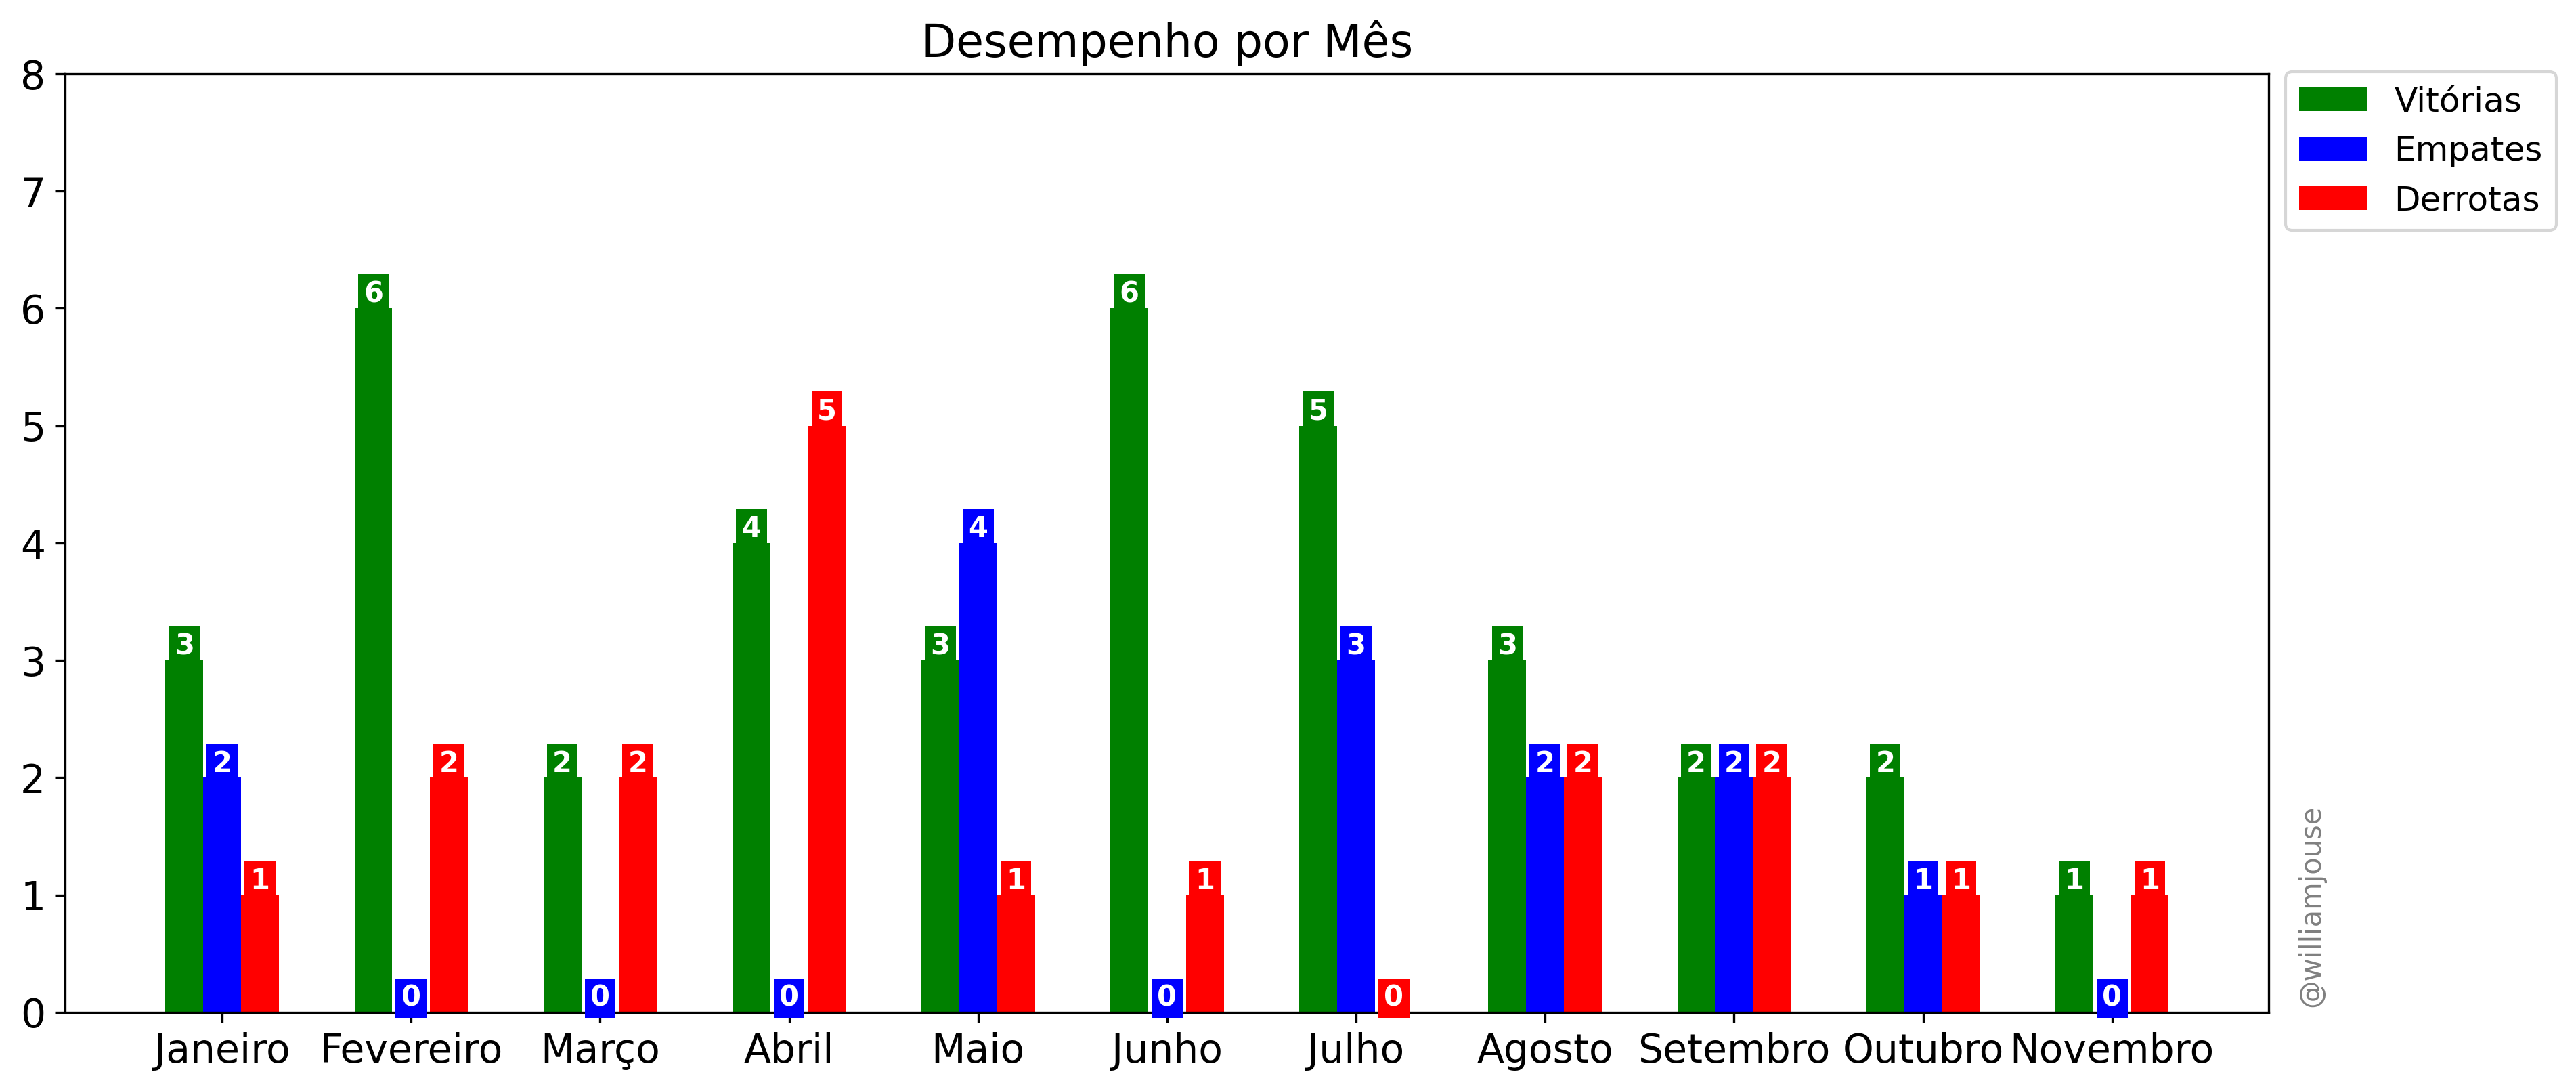 Desempenho por Mês
8
7
6
5
4
3
2
1
0
Vitórias
Empates
Derrotas
3 2 1
6 0 2
2 0 2
4 0 5
3 4 1
6 0 1
5 3 0
3 2 2
2 2 2
2 1 1
1 0 1
Janeiro Fevereiro Março Abril Maio Junho Julho Agosto Setembro Outubro Novembro
@williamjouse